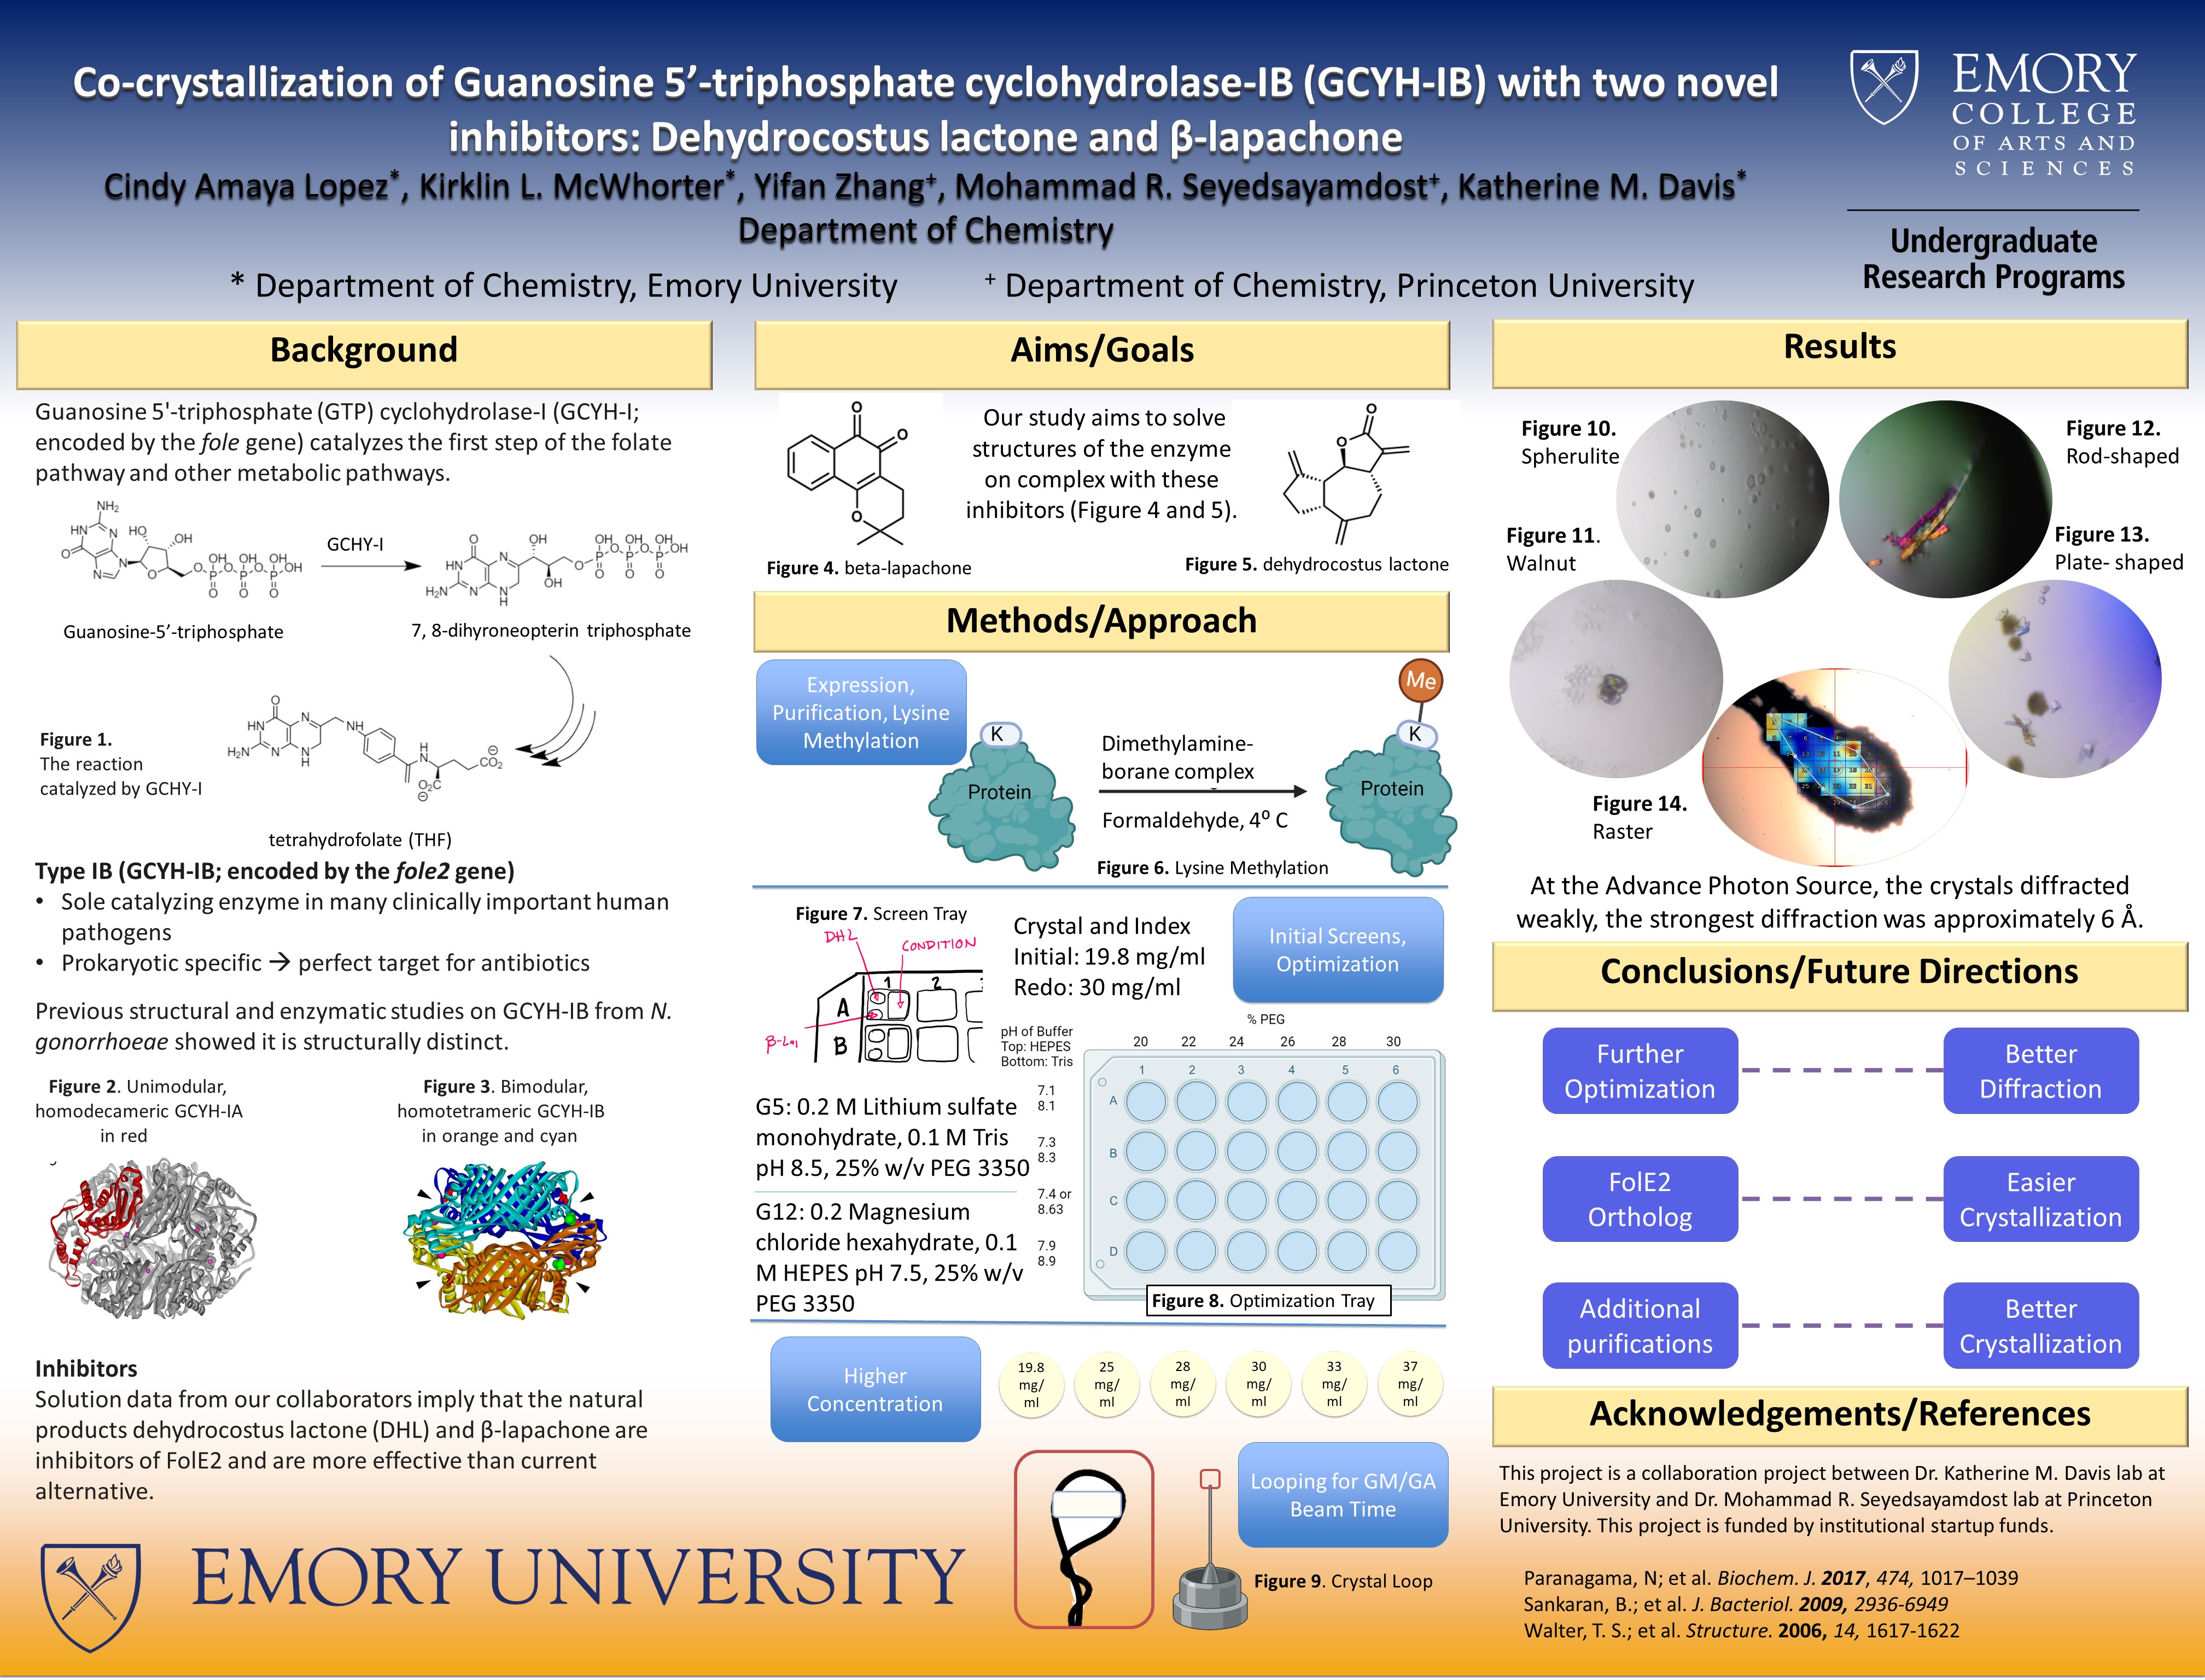 Co-crystallization of Guanosine 5’-triphosphate cyclohydrolase-IB (GCYH-IB) with two novel
inhibitors: Dehydrocostus lactone and β-lapachone
Cindy Amaya Lopez*, Kirklin L. McWhorter*, Yifan Zhang+, Mohammad R. Seyedsayamdost+, Katherine M. Davis*
Department of Chemistry
* Department of Chemistry, Emory University
+ Department of Chemistry, Princeton University
EMORY
COLLEGE
OF ARTS AND
SCIENCES
Undergraduate
Research Programs
Background
Guanosine 5'-triphosphate (GTP) cyclohydrolase-I (GCYH-I;
encoded by the fole gene) catalyzes the first step of the folate
pathway and other metabolic pathways.
GCHY-I
Guanosine-5’-triphosphate
7, 8-dihyroneopterin triphosphate
Figure 1.
The reaction
catalyzed by GCHY-I
tetrahydrofolate (THF)
Type IB (GCYH-IB; encoded by the fole2 gene)
• Sole catalyzing enzyme in many clinically important human
pathogens
• Prokaryotic specific → perfect target for antibiotics
Previous structural and enzymatic studies on GCYH-IB from N.
gonorrhoeae showed it is structurally distinct.
Figure 2. Unimodular,
homodecameric GCYH-IA
in red
Figure 3. Bimodular,
homotetrameric GCYH-IB
in orange and cyan
Inhibitors
Solution data from our collaborators imply that the natural
products dehydrocostus lactone (DHL) and β-lapachone are
inhibitors of FolE2 and are more effective than current
alternative.
EMORY UNIVERSITY
Aims/Goals
Our study aims to solve
structures of the enzyme
on complex with these
inhibitors (Figure 4 and 5).
Figure 4. beta-lapachone
Figure 5. dehydrocostus lactone
Methods/Approach
Expression,
Purification, Lysine
Methylation
K
Protein
Dimethylamine-
borane complex
Formaldehyde, 4⁰ C
Me
K
Protein
Figure 6. Lysine Methylation
Figure 7. Screen Tray
DHL
CONDITION
1 2
A
B
Crystal and Index
Initial: 19.8 mg/ml
Redo: 30 mg/ml
Initial Screens,
Optimization
% PEG
pH of Buffer
Top: HEPES
Bottom: Tris
20 22 24 26 28 30
1 2 3 4 5 6
7.1
8.1
A
7.3
8.3
B
7.4 or
8.63
C
7.9
8.9
D
G5: 0.2 M Lithium sulfate
monohydrate, 0.1 M Tris
pH 8.5, 25% w/v PEG 3350
G12: 0.2 Magnesium
chloride hexahydrate, 0.1
M HEPES pH 7.5, 25% w/v
PEG 3350
Figure 8. Optimization Tray
Higher
Concentration
19.8 mg/ml
25 mg/ml
28 mg/ml
30 mg/ml
33 mg/ml
37 mg/ml
Looping for GM/GA
Beam Time
Figure 9. Crystal Loop
Results
Figure 10.
Spherulite
Figure 12.
Rod-shaped
Figure 11.
Walnut
Figure 13.
Plate- shaped
Figure 14.
Raster
At the Advance Photon Source, the crystals diffracted
weakly, the strongest diffraction was approximately 6 Å.
Conclusions/Future Directions
Further
Optimization
Better
Diffraction
FolE2
Ortholog
Easier
Crystallization
Additional
purifications
Better
Crystallization
Acknowledgements/References
This project is a collaboration project between Dr. Katherine M. Davis lab at
Emory University and Dr. Mohammad R. Seyedsayamdost lab at Princeton
University. This project is funded by institutional startup funds.
Paranagama, N; et al. Biochem. J. 2017, 474, 1017–1039
Sankaran, B.; et al. J. Bacteriol. 2009, 2936-6949
Walter, T. S.; et al. Structure. 2006, 14, 1617-1622